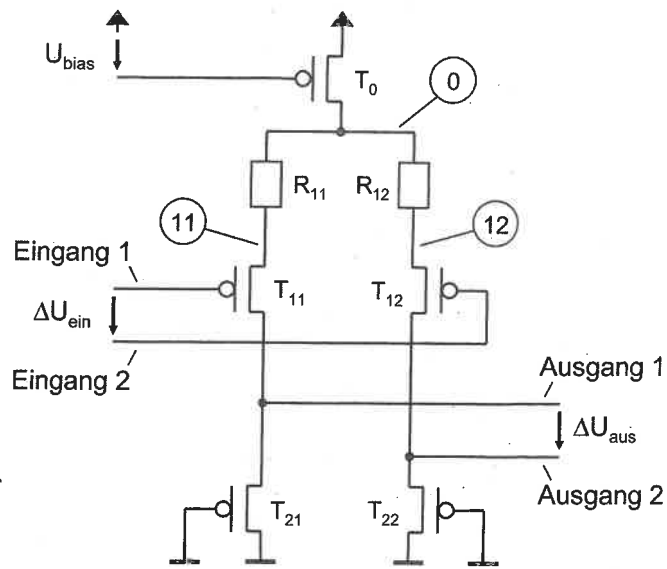 U_bias
T_0
0
R_11
R_12
11
12
Eingang 1
T_11
T_12
ΔU_ein
Eingang 2
Ausgang 1
ΔU_aus
Ausgang 2
T_21
T_22